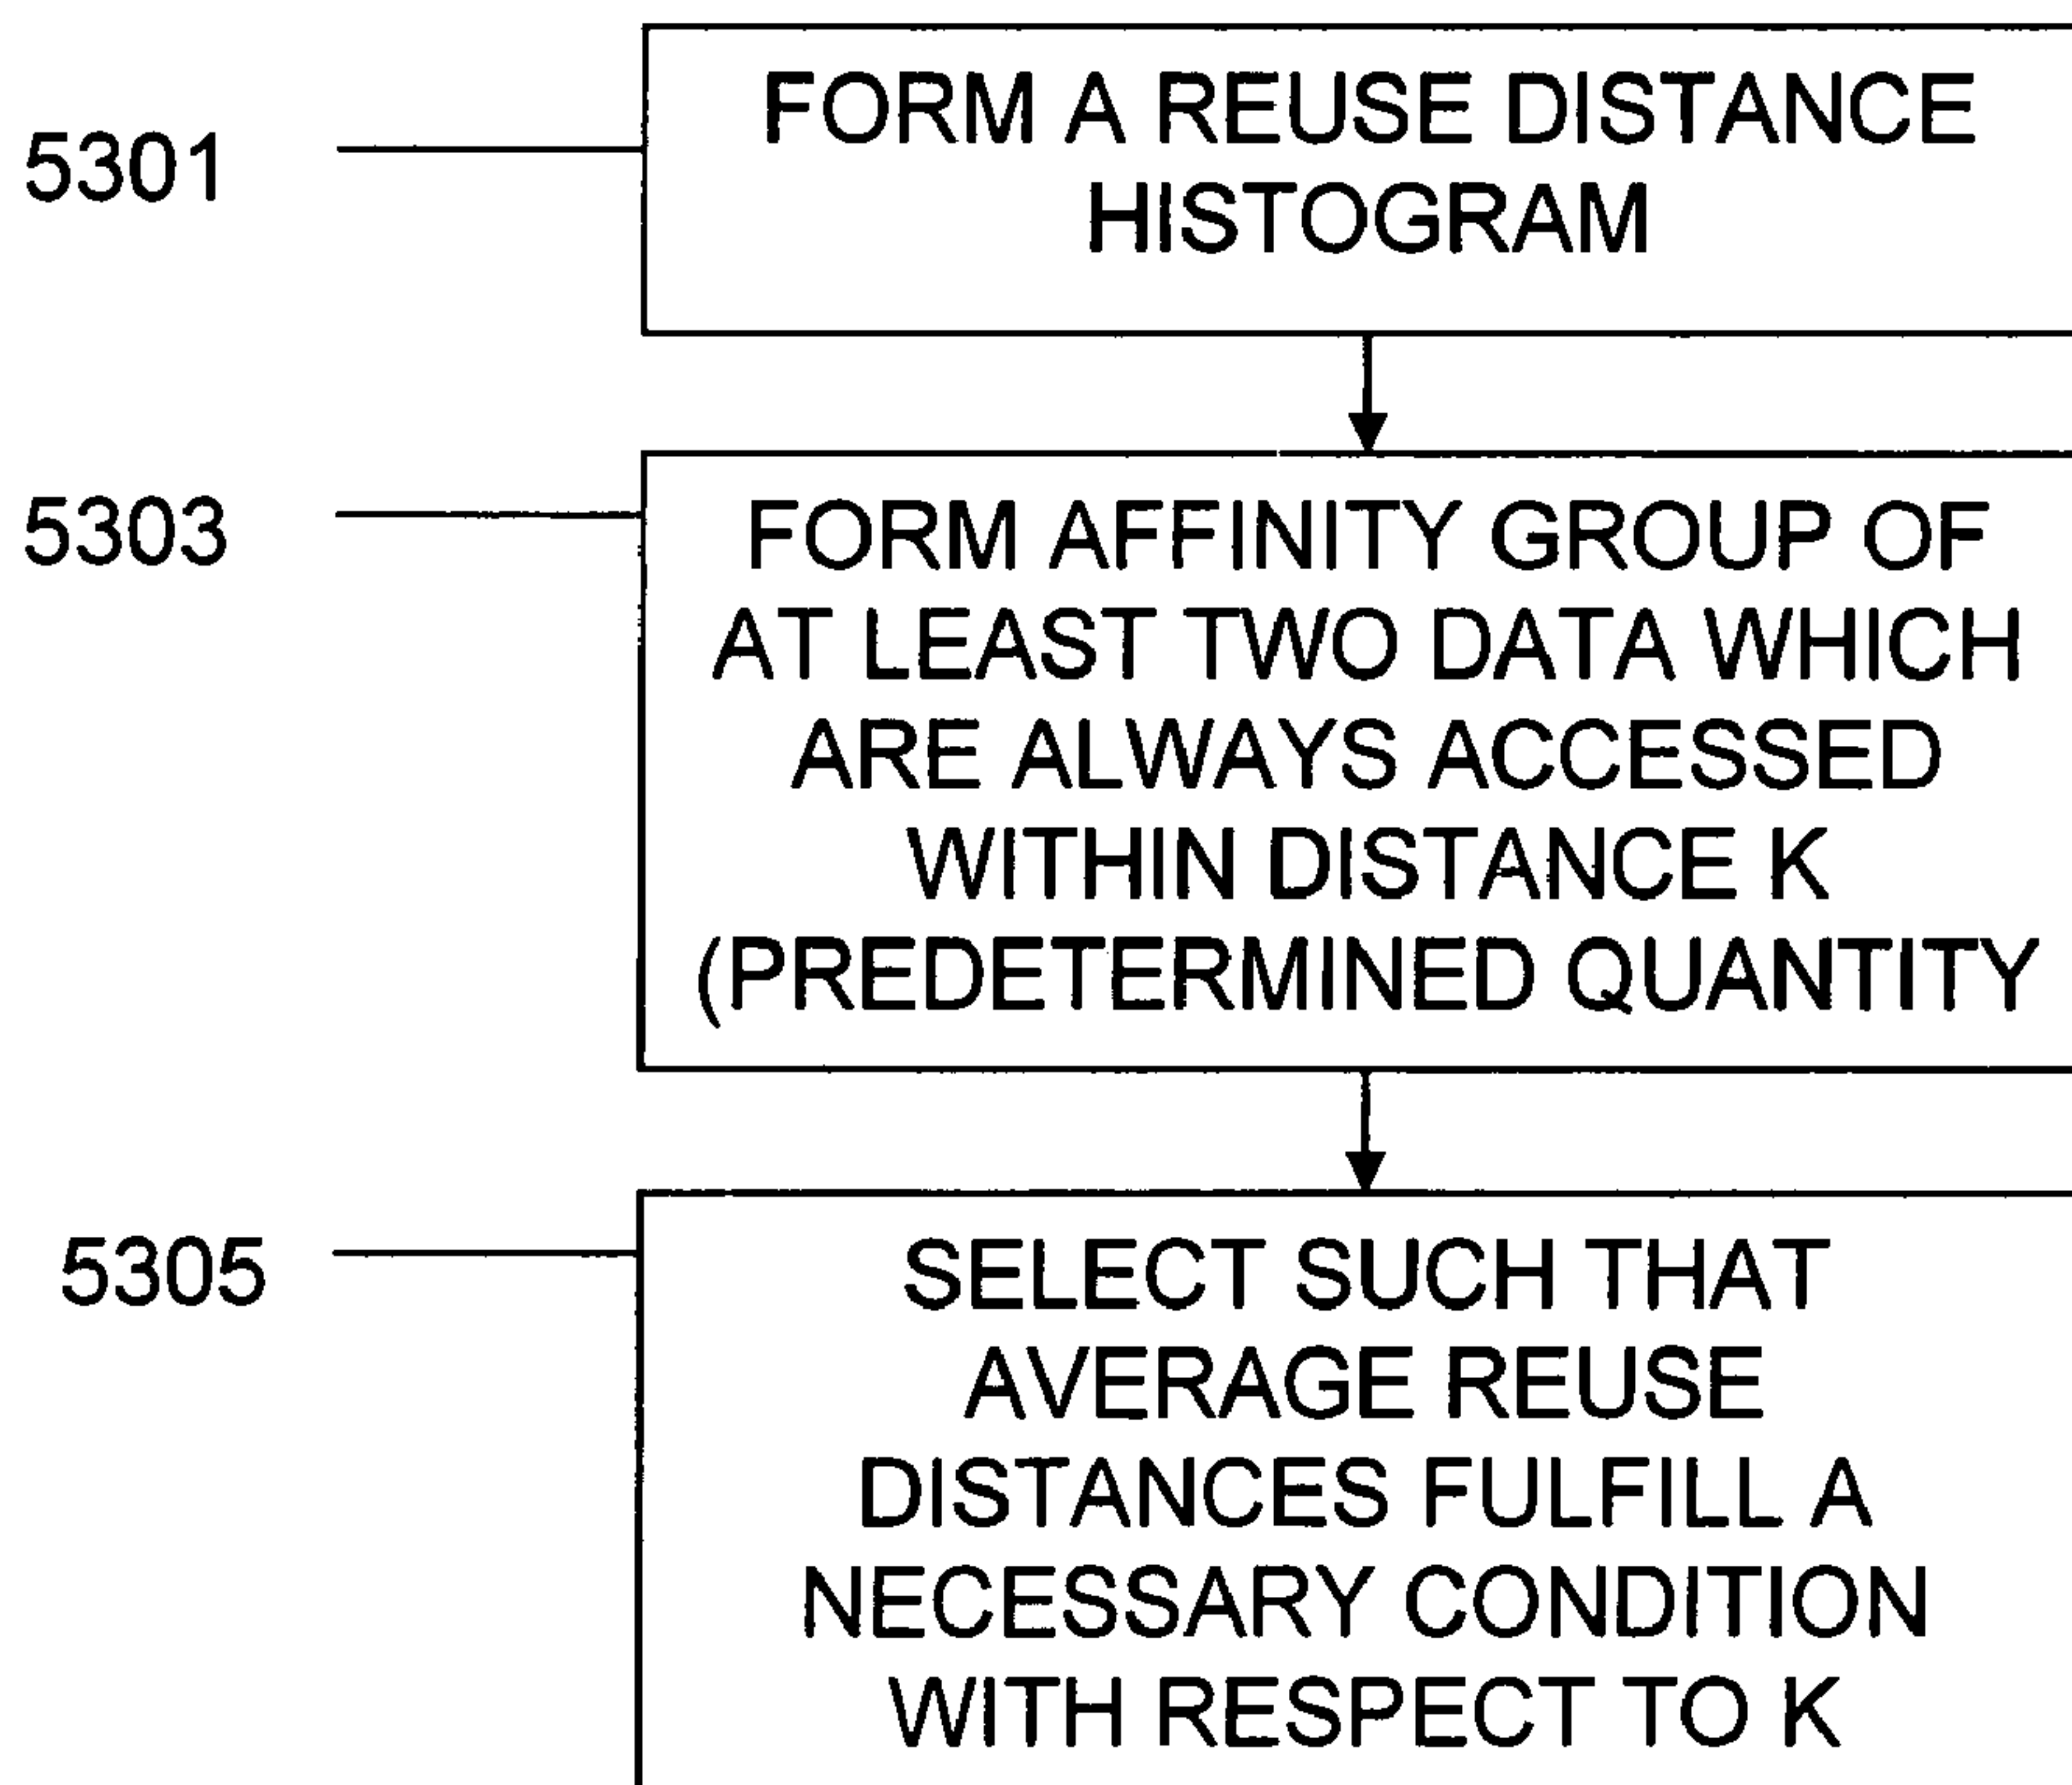 5301
FORM A REUSE DISTANCE
HISTOGRAM
5303
FORM AFFINITY GROUP OF
AT LEAST TWO DATA WHICH
ARE ALWAYS ACCESSED
WITHIN DISTANCE K
(PREDETERMINED QUANTITY
5305
SELECT SUCH THAT
AVERAGE REUSE
DISTANCES FULFILL A
NECESSARY CONDITION
WITH RESPECT TO K